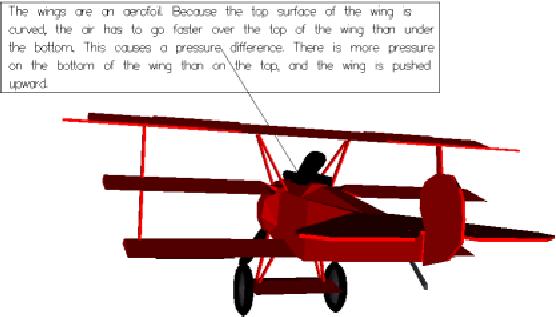 The wings are an aerofoil. Because the top surface of the wing is
curved, the air has to go faster over the top of the wing than under
the bottom. This causes a pressure difference. There is more pressure
on the bottom of the wing than on the top, and the wing is pushed
upward.